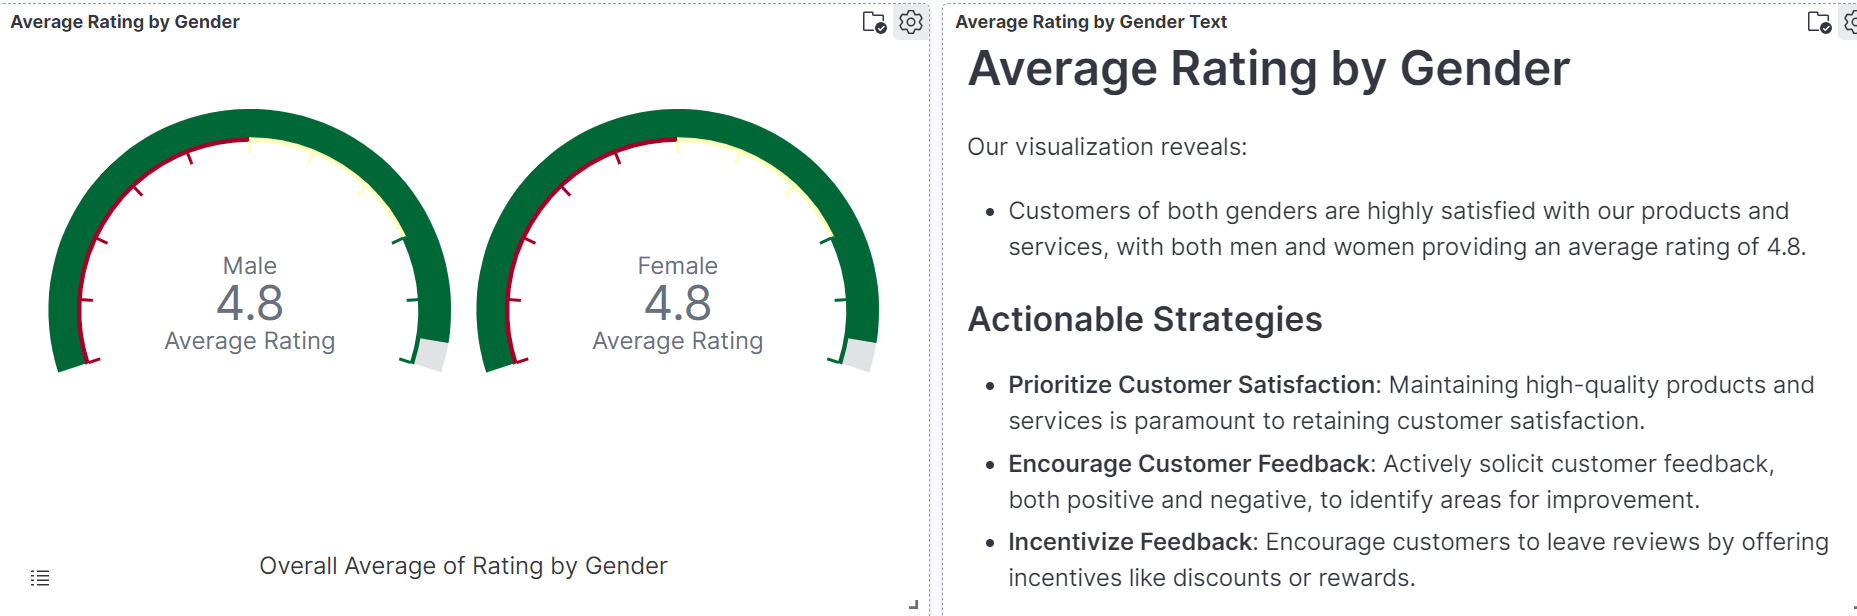 Average Rating by Gender
Male
4.8
Average Rating
Female
4.8
Average Rating
Overall Average of Rating by Gender
Average Rating by Gender Text
Average Rating by Gender
Our visualization reveals:
• Customers of both genders are highly satisfied with our products and
services, with both men and women providing an average rating of 4.8.
Actionable Strategies
• Prioritize Customer Satisfaction: Maintaining high-quality products and
services is paramount to retaining customer satisfaction.
• Encourage Customer Feedback: Actively solicit customer feedback,
both positive and negative, to identify areas for improvement.
• Incentivize Feedback: Encourage customers to leave reviews by offering
incentives like discounts or rewards.